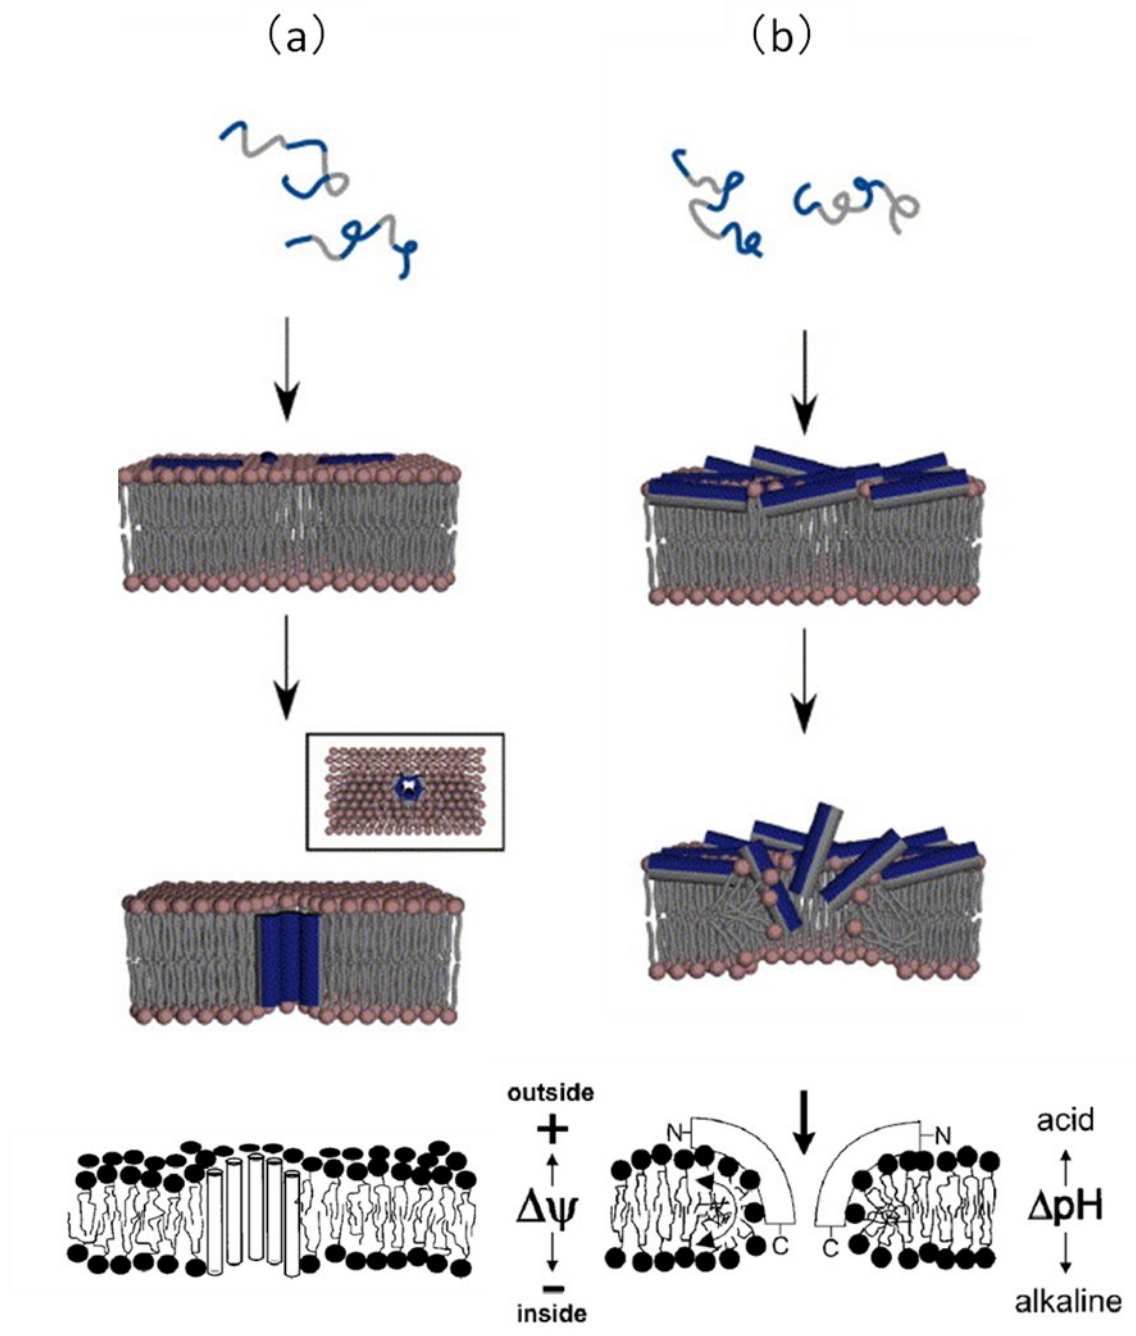 (a)
(b)
outside
+
Δψ
−
inside
N
N
C
C
acid
ΔpH
alkaline